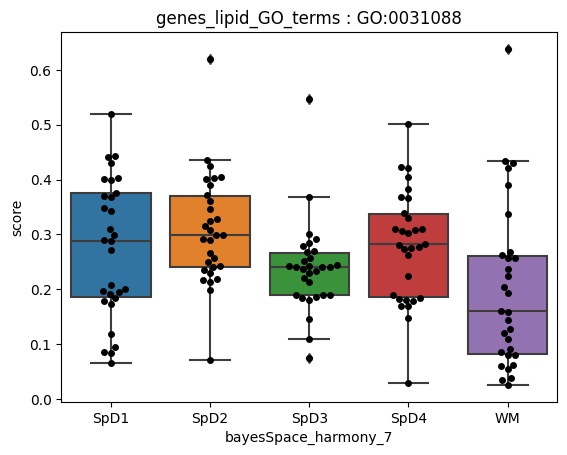 genes_lipid_GO_terms : GO:0031088
score
0.6
0.5
0.4
0.3
0.2
0.1
0.0
SpD1 SpD2 SpD3 SpD4 WM
bayesSpace_harmony_7